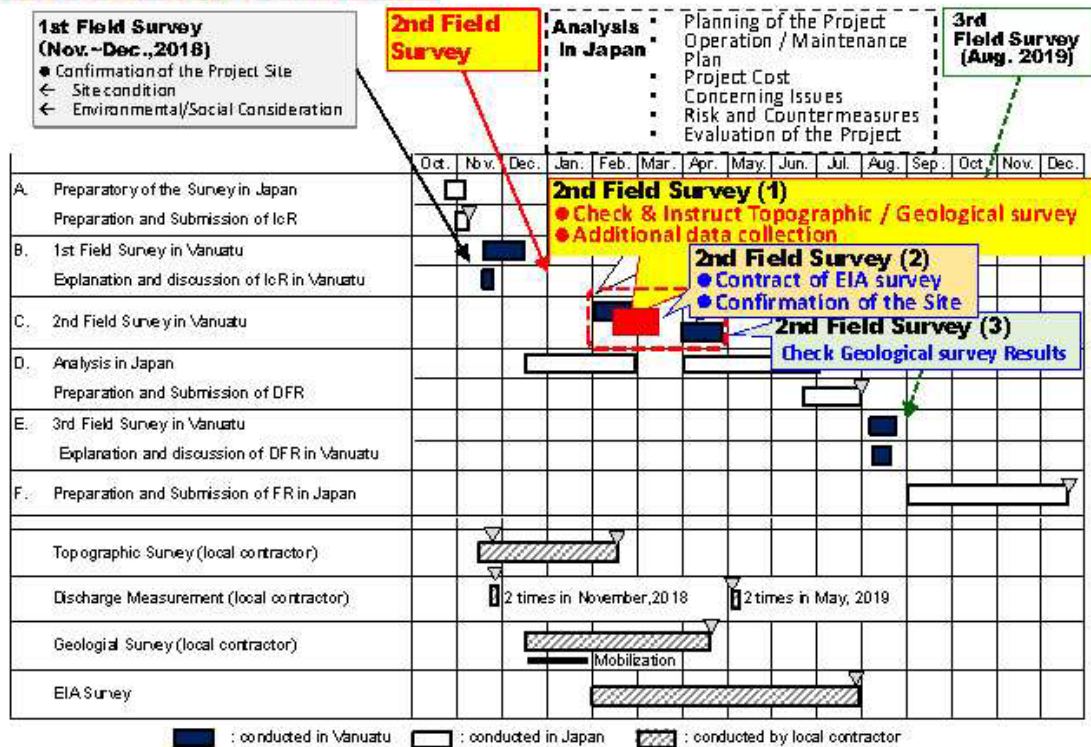 1st Field Survey
(Nov.~Dec.,2018)
● Confirmation of the Project Site
← Site condition
← Environmental/Social Consideration
2nd Field
Survey
Analysis
in Japan
▪ Planning of the Project
▪ Operation / Maintenance
Plan
▪ Project Cost
▪ Concerning Issues
▪ Risk and Countermeasures
▪ Evaluation of the Project
3rd
Field Survey
(Aug. 2019)
Oct. Nov. Dec. Jan. Feb. Mar. Apr. May. Jun. Jul. Aug. Sep. Oct Nov. Dec.
A. Preparatory of the Survey in Japan
Preparation and Submission of IcR
B. 1st Field Survey in Vanuatu
Explanation and discussion of IcR in Vanuatu
C. 2nd Field Survey in Vanuatu
D. Analysis in Japan
Preparation and Submission of DFR
E. 3rd Field Survey in Vanuatu
Explanation and discussion of DFR in Vanuatu
F. Preparation and Submission of FR in Japan
2nd Field Survey (1)
● Check & Instruct Topographic / Geological survey
● Additional data collection
2nd Field Survey (2)
● Contract of EIA survey
● Confirmation of the Site
2nd Field Survey (3)
Check Geological survey Results
Topographic Survey (local contractor)
Discharge Measurement (local contractor)
2 times in November,2018
2 times in May, 2019
Geological Survey (local contractor)
Mobilization
EIA Survey
: conducted in Vanuatu
: conducted in Japan
: conducted by local contractor